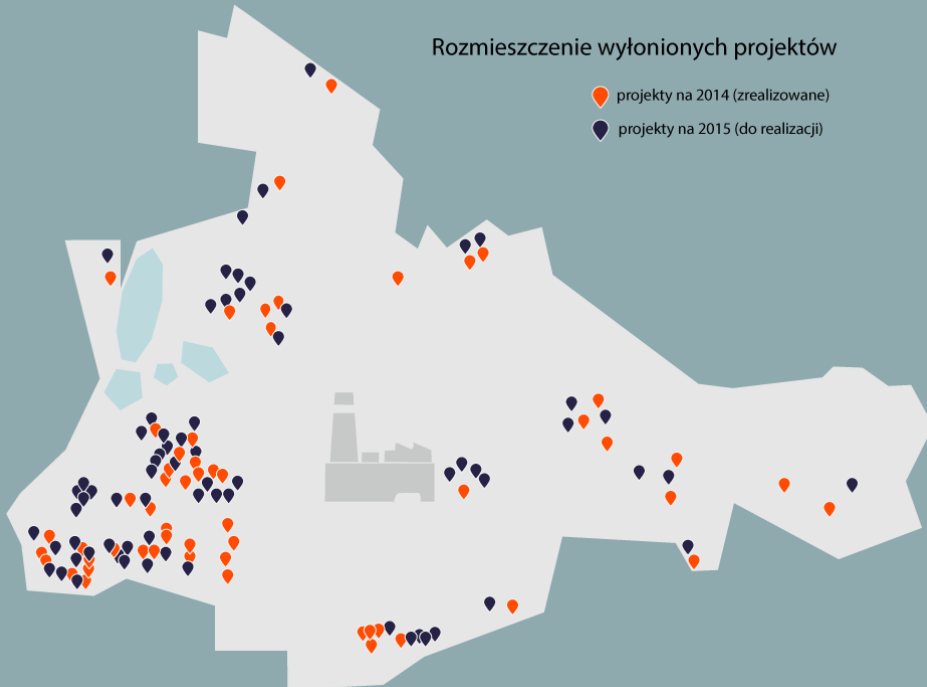 Rozmieszczenie wyłonionych projektów
projekty na 2014 (zrealizowane)
projekty na 2015 (do realizacji)